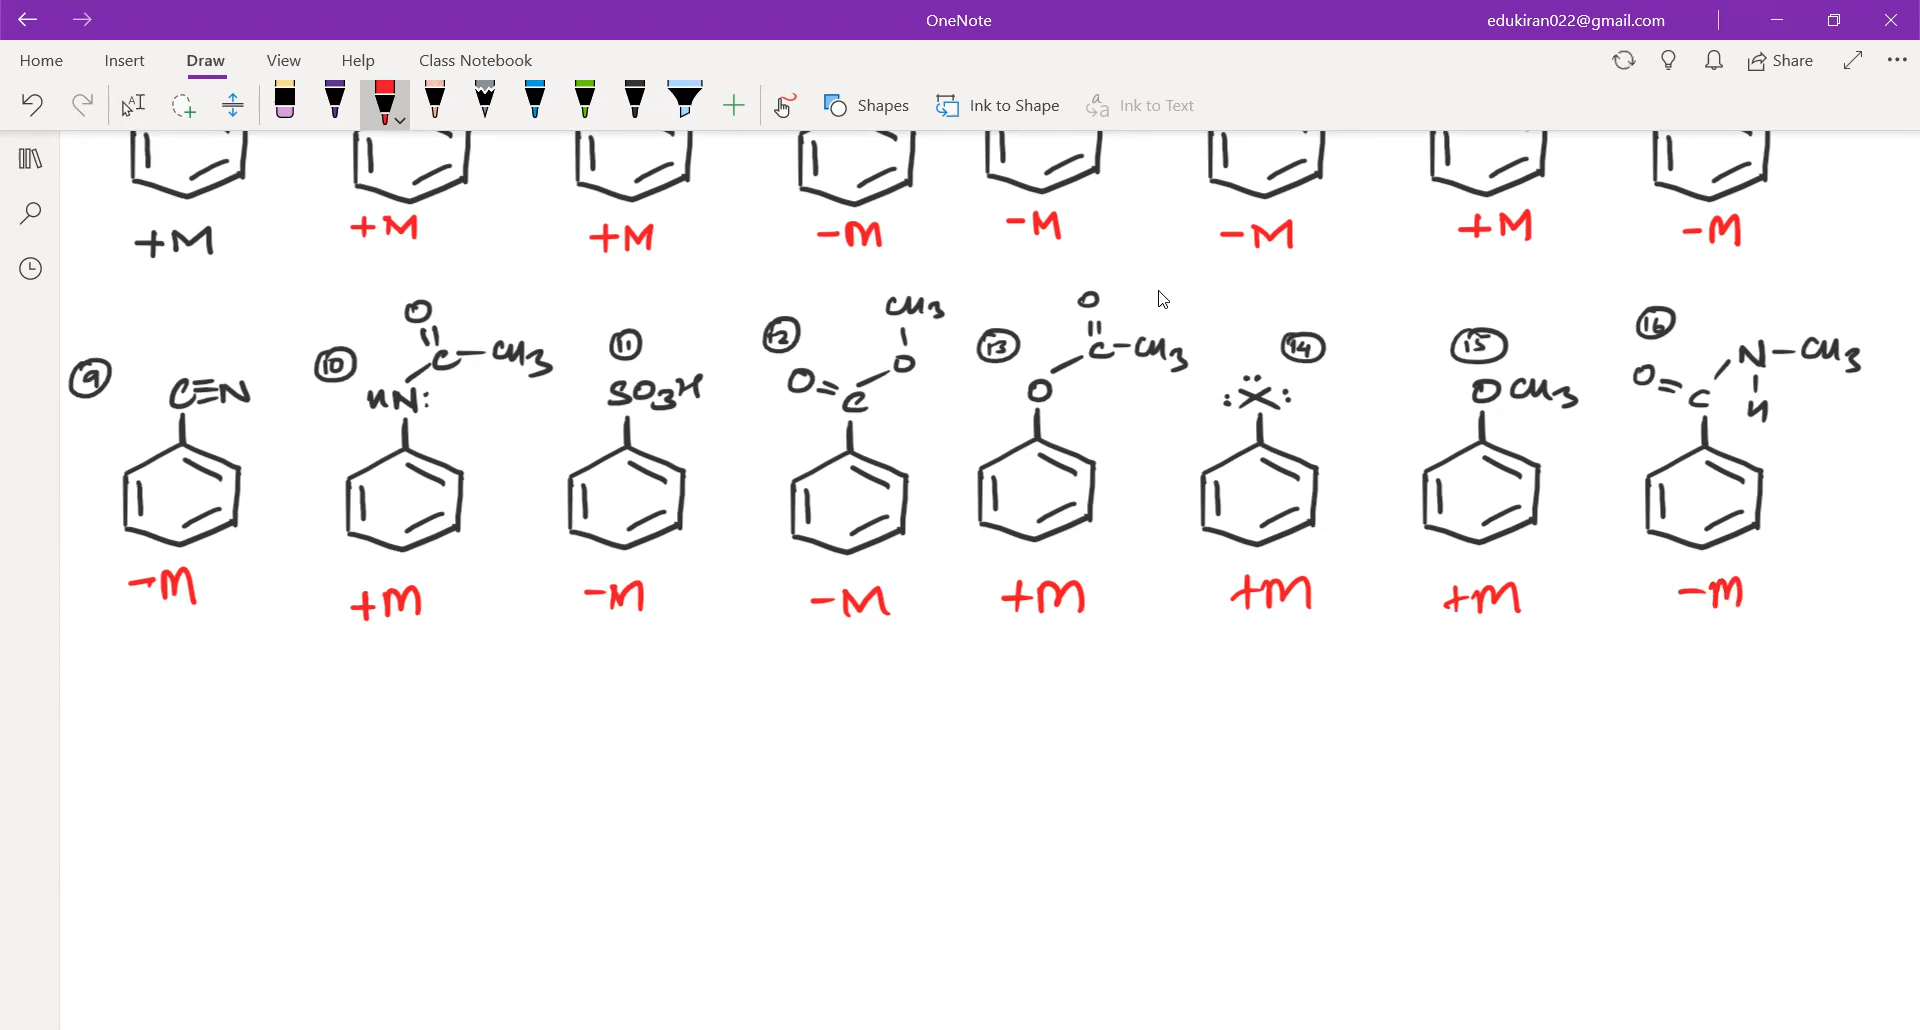 OneNote
edukiran022@gmail.com
Home Insert Draw View Help Class Notebook
Share
Shapes Ink to Shape Ink to Text
+M +M +M -M -M -M +M -M
⑨ C≡N
⑩ O
C-CH3
HN:
⑪ SO3H
⑫ CH3
O
O=C
⑬ O
C-CH3
O
⑭ :Ẍ:
⑮ OCH3
⑯ N-CH3
O=C
H
-M +M -M -M +M +M +M -M